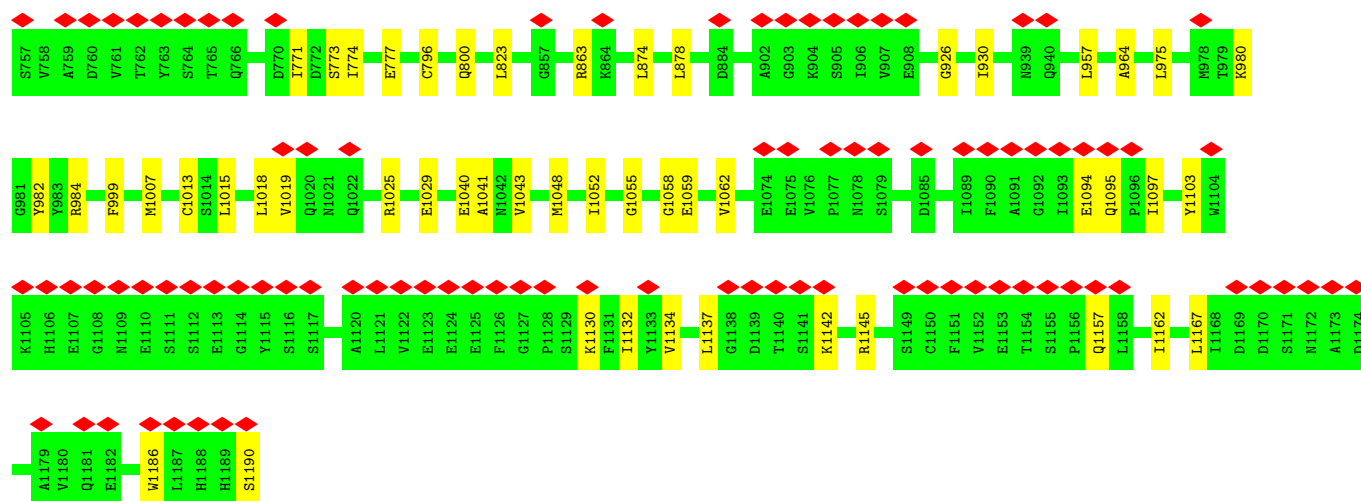 S757 V758 A759 D760 V761 T762 Y763 S764 T765 Q766 D770 I771 D772 S773 I774 E777 C796 Q800 L823 G857 R863 K864 L874 L878 D884 A902 G903 K904 S905 I906 V907 E908 G926 I930 N939 Q940 L957 A964 L975 M978 T979 K980
G981 Y982 Y983 R984 F999 M1007 C1013 S1014 L1015 L1018 V1019 Q1020 N1021 Q1022 R1025 E1029 E1040 A1041 N1042 V1043 M1048 I1052 G1055 G1058 E1059 V1062 E1074 E1075 V1076 P1077 N1078 S1079 D1085 I1089 F1090 A1091 G1092 I1093 E1094 Q1095 P1096 I1097 Y1103 W1104
K1105 H1106 E1107 G1108 N1109 E1110 S1111 S1112 E1113 G1114 Y1115 S1116 S1117 A1120 L1121 V1122 E1123 E1124 E1125 F1126 G1127 P1128 S1129 K1130 F1131 I1132 Y1133 V1134 L1137 G1138 D1139 T1140 S1141 K1142 R1145 S1149 C1150 F1151 V1152 E1153 T1154 S1155 P1156 Q1157 L1158 I1162 L1167 I1168 D1169 D1170 S1171 N1172 A1173 D1174
A1179 V1180 Q1181 E1182 W1186 L1187 H1188 H1189 S1190